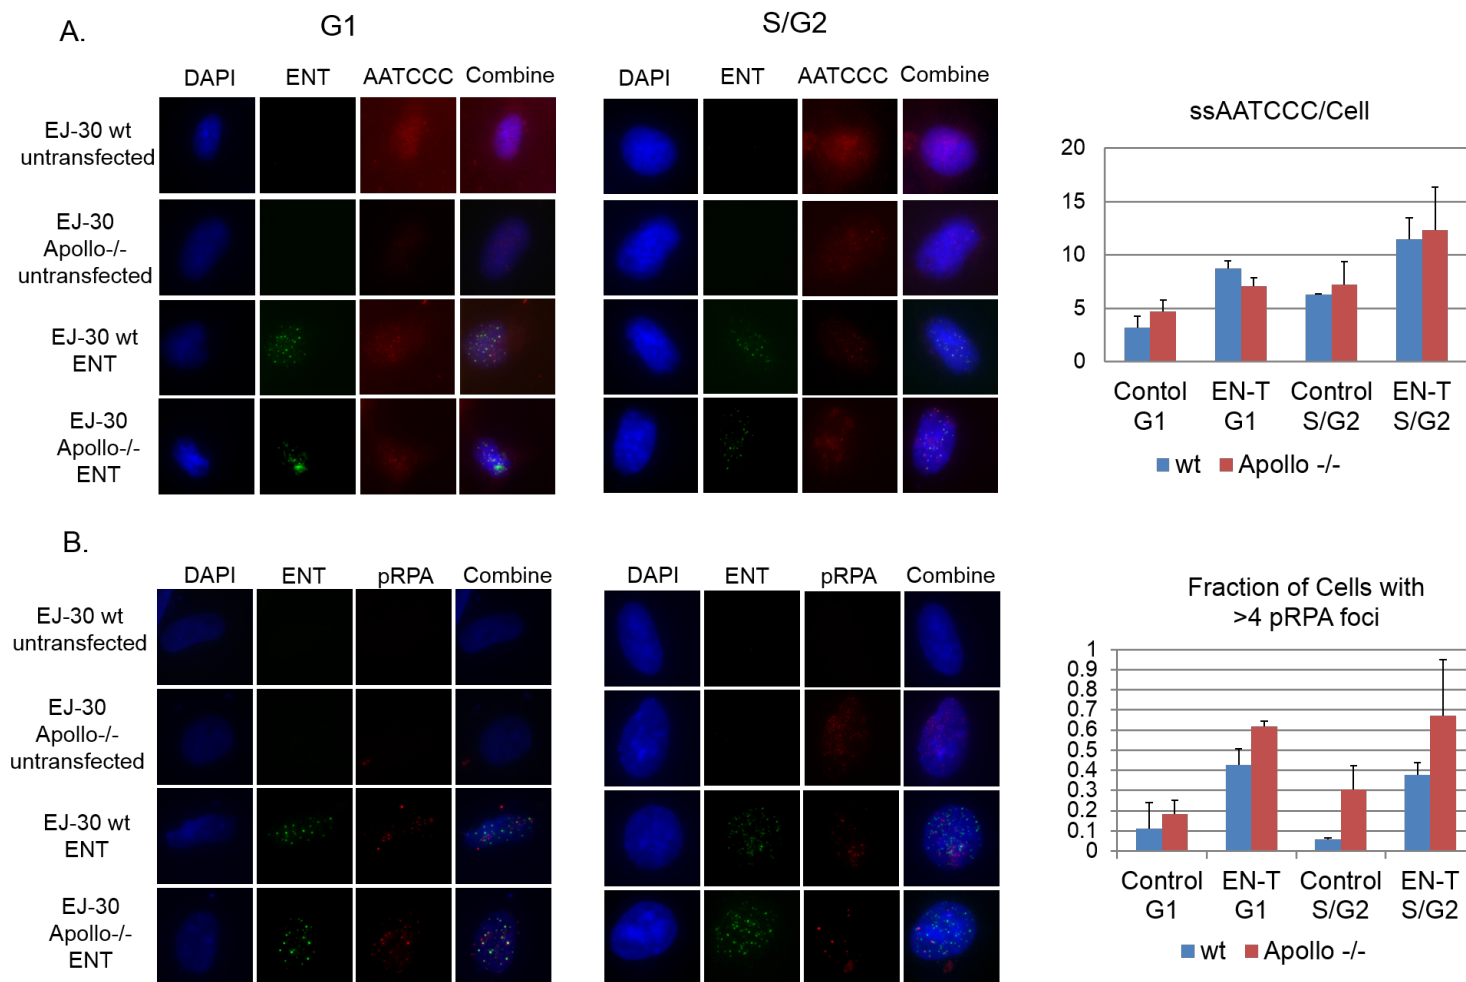 A.
G1
S/G2
DAPI ENT AATCCC Combine
DAPI ENT AATCCC Combine
EJ-30 wt
untransfected
EJ-30
Apollo-/-
untransfected
EJ-30 wt
ENT
EJ-30
Apollo-/-
ENT
ssAATCCC/Cell
20
15
10
5
0
Contol
G1
EN-T
G1
Control
S/G2
EN-T
S/G2
wt Apollo -/-
B.
DAPI ENT pRPA Combine
DAPI ENT pRPA Combine
EJ-30 wt
untransfected
EJ-30
Apollo-/-
untransfected
EJ-30 wt
ENT
EJ-30
Apollo-/-
ENT
Fraction of Cells with
>4 pRPA foci
1
0.9
0.8
0.7
0.6
0.5
0.4
0.3
0.2
0.1
0
Control
G1
EN-T
G1
Control
S/G2
EN-T
S/G2
wt Apollo -/-